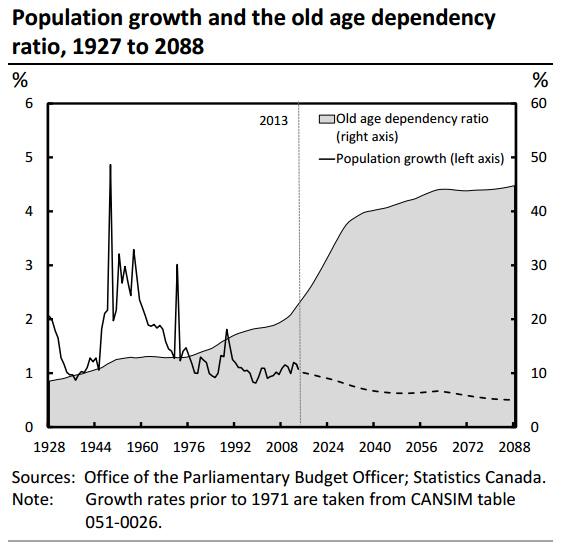 Population growth and the old age dependency
ratio, 1927 to 2088
% %
6 60
2013
Old age dependency ratio
(right axis)
Population growth (left axis)
5 50
4 40
3 30
2 20
1 10
0 0
1928 1944 1960 1976 1992 2008 2024 2040 2056 2072 2088
Sources: Office of the Parliamentary Budget Officer; Statistics Canada.
Note: Growth rates prior to 1971 are taken from CANSIM table
051-0026.